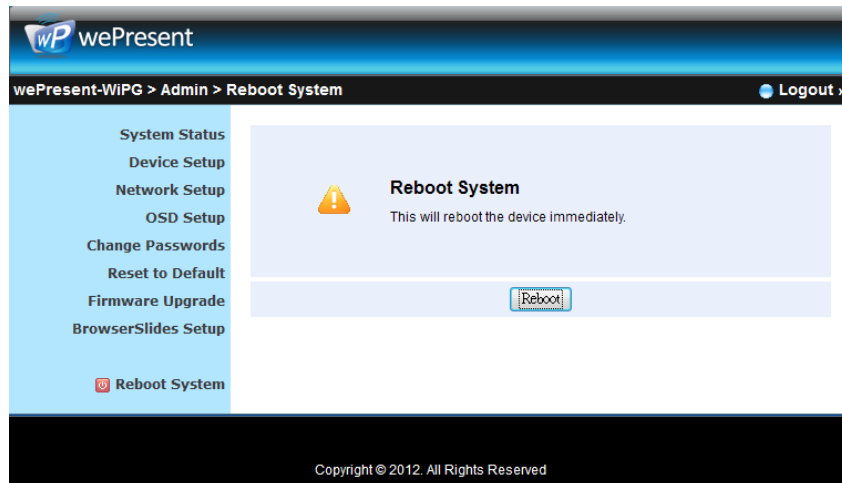 wP wePresent
wePresent-WiPG > Admin > Reboot System
Logout ›
System Status
Device Setup
Network Setup
OSD Setup
Change Passwords
Reset to Default
Firmware Upgrade
BrowserSlides Setup
Reboot System
Reboot System
This will reboot the device immediately.
Reboot
Copyright © 2012. All Rights Reserved